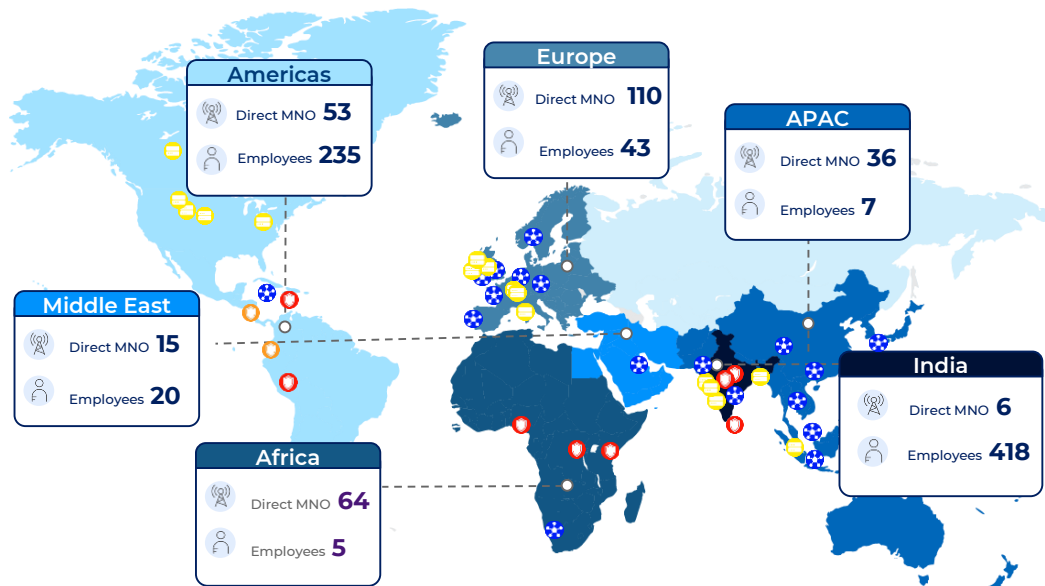 Americas
Direct MNO 53
Employees 235
Europe
Direct MNO 110
Employees 43
APAC
Direct MNO 36
Employees 7
Middle East
Direct MNO 15
Employees 20
India
Direct MNO 6
Employees 418
Africa
Direct MNO 64
Employees 5